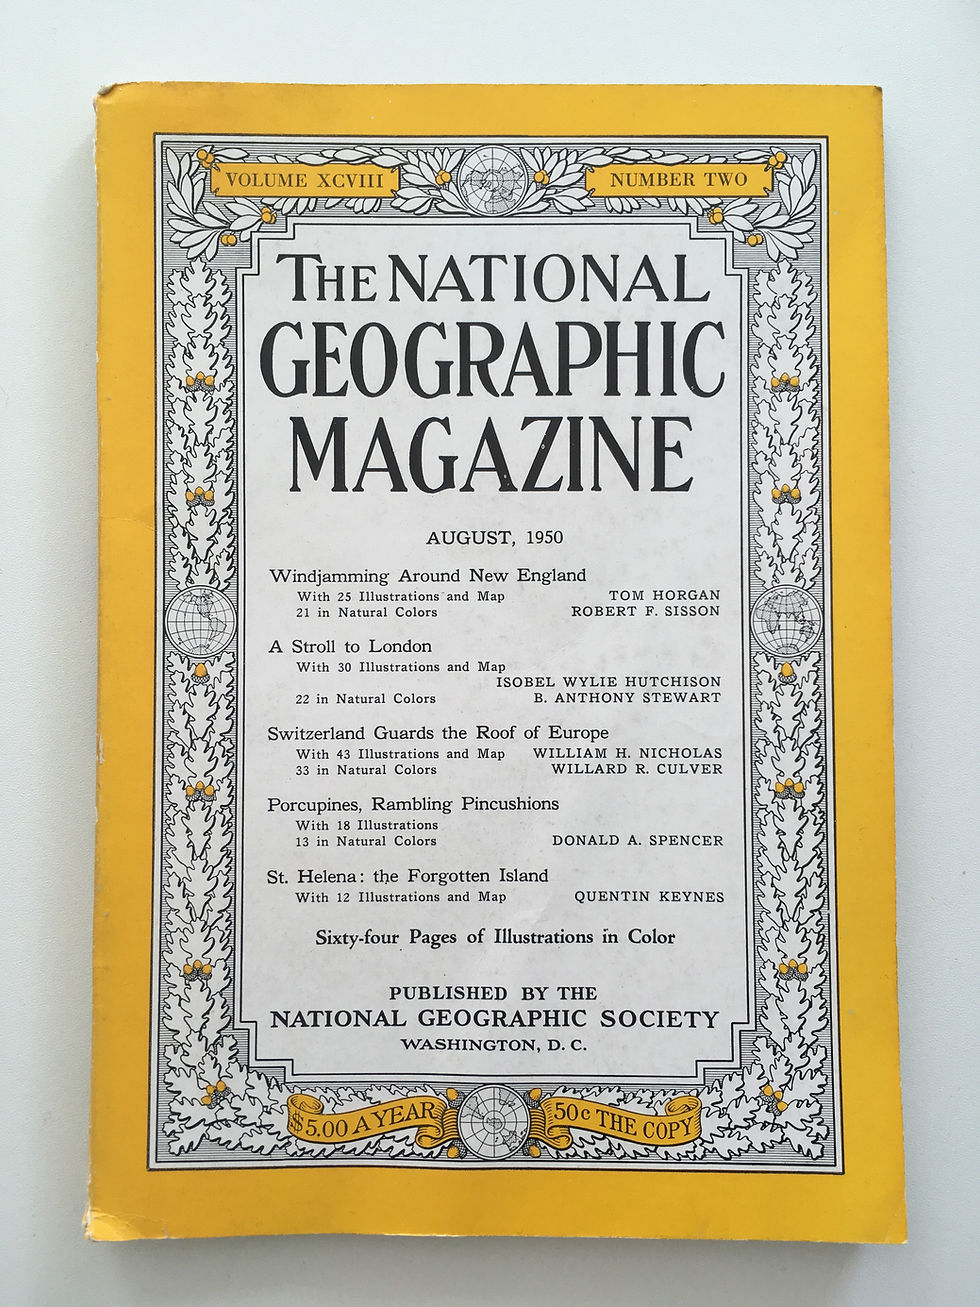 VOLUME XCVIII
NUMBER TWO
THE NATIONAL
GEOGRAPHIC
MAGAZINE
AUGUST, 1950
Windjamming Around New England
With 25 Illustrations and Map TOM HORGAN
21 in Natural Colors ROBERT F. SISSON
A Stroll to London
With 30 Illustrations and Map
ISOBEL WYLIE HUTCHISON
22 in Natural Colors B. ANTHONY STEWART
Switzerland Guards the Roof of Europe
With 43 Illustrations and Map WILLIAM H. NICHOLAS
33 in Natural Colors WILLARD R. CULVER
Porcupines, Rambling Pincushions
With 18 Illustrations
13 in Natural Colors DONALD A. SPENCER
St. Helena: the Forgotten Island
With 12 Illustrations and Map QUENTIN KEYNES
Sixty-four Pages of Illustrations in Color
PUBLISHED BY THE
NATIONAL GEOGRAPHIC SOCIETY
WASHINGTON, D. C.
$5.00 A YEAR
50c THE COPY